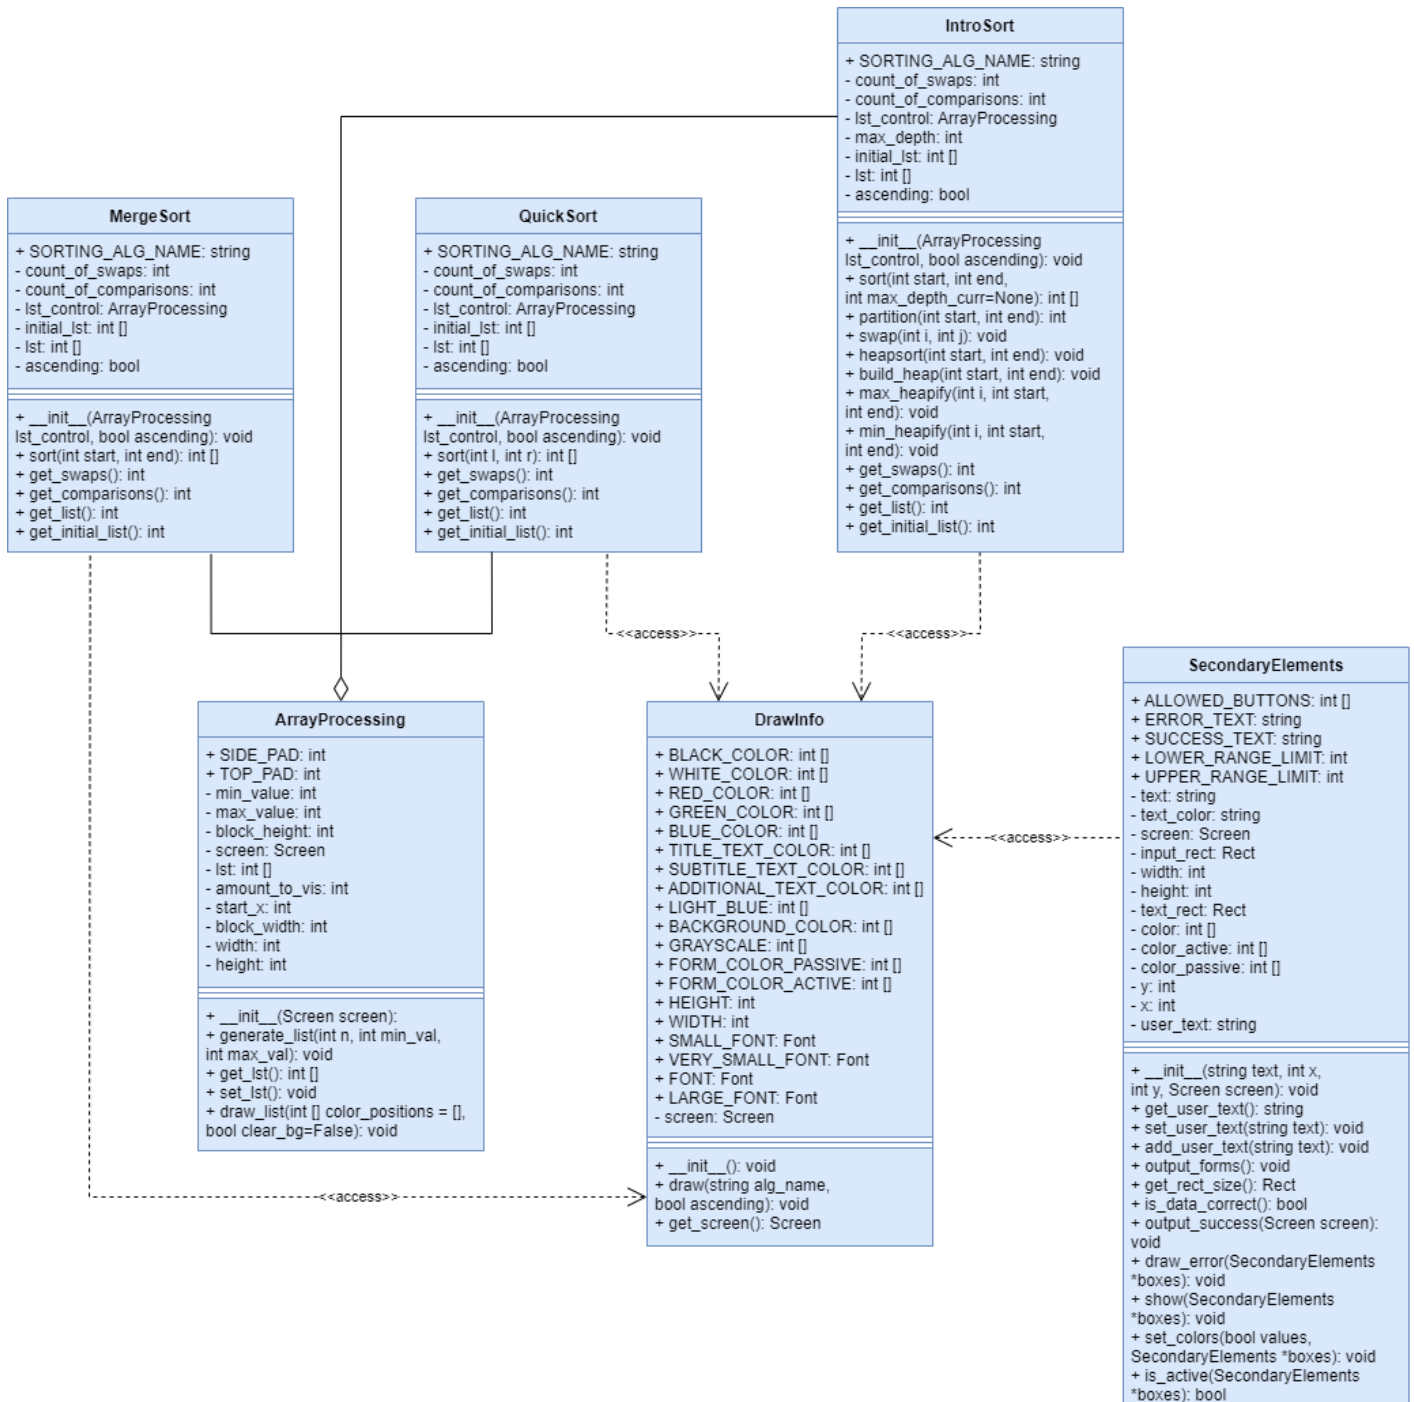 IntroSort
+ SORTING_ALG_NAME: string
- count_of_swaps: int
- count_of_comparisons: int
- lst_control: ArrayProcessing
- max_depth: int
- initial_lst: int []
- lst: int []
- ascending: bool
+ __init__(ArrayProcessing
lst_control, bool ascending): void
+ sort(int start, int end,
int max_depth_curr=None): int []
+ partition(int start, int end): int
+ swap(int i, int j): void
+ heapsort(int start, int end): void
+ build_heap(int start, int end): void
+ max_heapify(int i, int start,
int end): void
+ min_heapify(int i, int start,
int end): void
+ get_swaps(): int
+ get_comparisons(): int
+ get_list(): int
+ get_initial_list(): int
MergeSort
+ SORTING_ALG_NAME: string
- count_of_swaps: int
- count_of_comparisons: int
- lst_control: ArrayProcessing
- initial_lst: int []
- lst: int []
- ascending: bool
+ __init__(ArrayProcessing
lst_control, bool ascending): void
+ sort(int start, int end): int []
+ get_swaps(): int
+ get_comparisons(): int
+ get_list(): int
+ get_initial_list(): int
QuickSort
+ SORTING_ALG_NAME: string
- count_of_swaps: int
- count_of_comparisons: int
- lst_control: ArrayProcessing
- initial_lst: int []
- lst: int []
- ascending: bool
+ __init__(ArrayProcessing
lst_control, bool ascending): void
+ sort(int l, int r): int []
+ get_swaps(): int
+ get_comparisons(): int
+ get_list(): int
+ get_initial_list(): int
<<access>>
<<access>>
ArrayProcessing
+ SIDE_PAD: int
+ TOP_PAD: int
- min_value: int
- max_value: int
- block_height: int
- screen: Screen
- lst: int []
- amount_to_vis: int
- start_x: int
- block_width: int
- width: int
- height: int
+ __init__(Screen screen):
+ generate_list(int n, int min_val,
int max_val): void
+ get_lst(): int []
+ set_lst(): void
+ draw_list(int [] color_positions = [],
bool clear_bg=False): void
<<access>>
DrawInfo
+ BLACK_COLOR: int []
+ WHITE_COLOR: int []
+ RED_COLOR: int []
+ GREEN_COLOR: int []
+ BLUE_COLOR: int []
+ TITLE_TEXT_COLOR: int []
+ SUBTITLE_TEXT_COLOR: int []
+ ADDITIONAL_TEXT_COLOR: int []
+ LIGHT_BLUE: int []
+ BACKGROUND_COLOR: int []
+ GRAYSCALE: int []
+ FORM_COLOR_PASSIVE: int []
+ FORM_COLOR_ACTIVE: int []
+ HEIGHT: int
+ WIDTH: int
+ SMALL_FONT: Font
+ VERY_SMALL_FONT: Font
+ FONT: Font
+ LARGE_FONT: Font
- screen: Screen
+ __init__(): void
+ draw(string alg_name,
bool ascending): void
+ get_screen(): Screen
<<access>>
SecondaryElements
+ ALLOWED_BUTTONS: int []
+ ERROR_TEXT: string
+ SUCCESS_TEXT: string
+ LOWER_RANGE_LIMIT: int
+ UPPER_RANGE_LIMIT: int
- text: string
- text_color: string
- screen: Screen
- input_rect: Rect
- width: int
- height: int
- text_rect: Rect
- color: int []
- color_active: int []
- color_passive: int []
- y: int
- x: int
- user_text: string
+ __init__(string text, int x,
int y, Screen screen): void
+ get_user_text(): string
+ set_user_text(string text): void
+ add_user_text(string text): void
+ output_forms(): void
+ get_rect_size(): Rect
+ is_data_correct(): bool
+ output_success(Screen screen):
void
+ draw_error(SecondaryElements
*boxes): void
+ show(SecondaryElements
*boxes): void
+ set_colors(bool values,
SecondaryElements *boxes): void
+ is_active(SecondaryElements
*boxes): bool